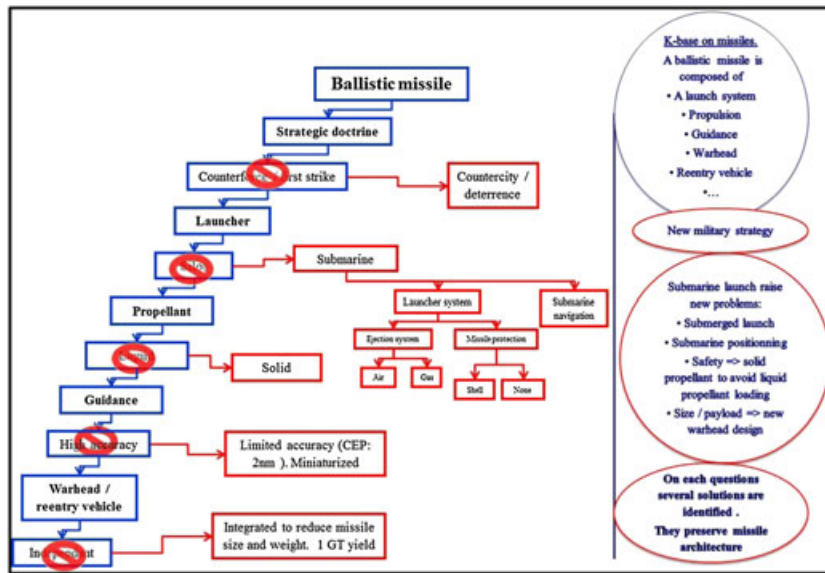 Ballistic missile
Strategic doctrine
Counterforce rst strike
Countercity /
deterrence
Launcher
Submarine
Launcher
system
Submarine
navigation
Propellant
Ejection system
Missile protection
Air
Gus
Shell
None
Solid
Guidance
High accuracy
Limited accuracy (CEP:
2nm ). Miniaturized
Warhead /
reentry vehicle
Integrated to reduce missile
size and weight. 1 GT yield
K-base on missiles.
A ballistic missile is
composed of
• A launch system
• Propulsion
• Guidance
• Warhead
• Reentry vehicle
•…
New military strategy
Submarine launch raise
new problems:
• Submerged launch
• Submarine positionning
• Safety => solid
propellant to avoid liquid
propellant loading
• Size / payload => new
warhead design
On each questions
several solutions are
identified .
They preserve missile
architecture